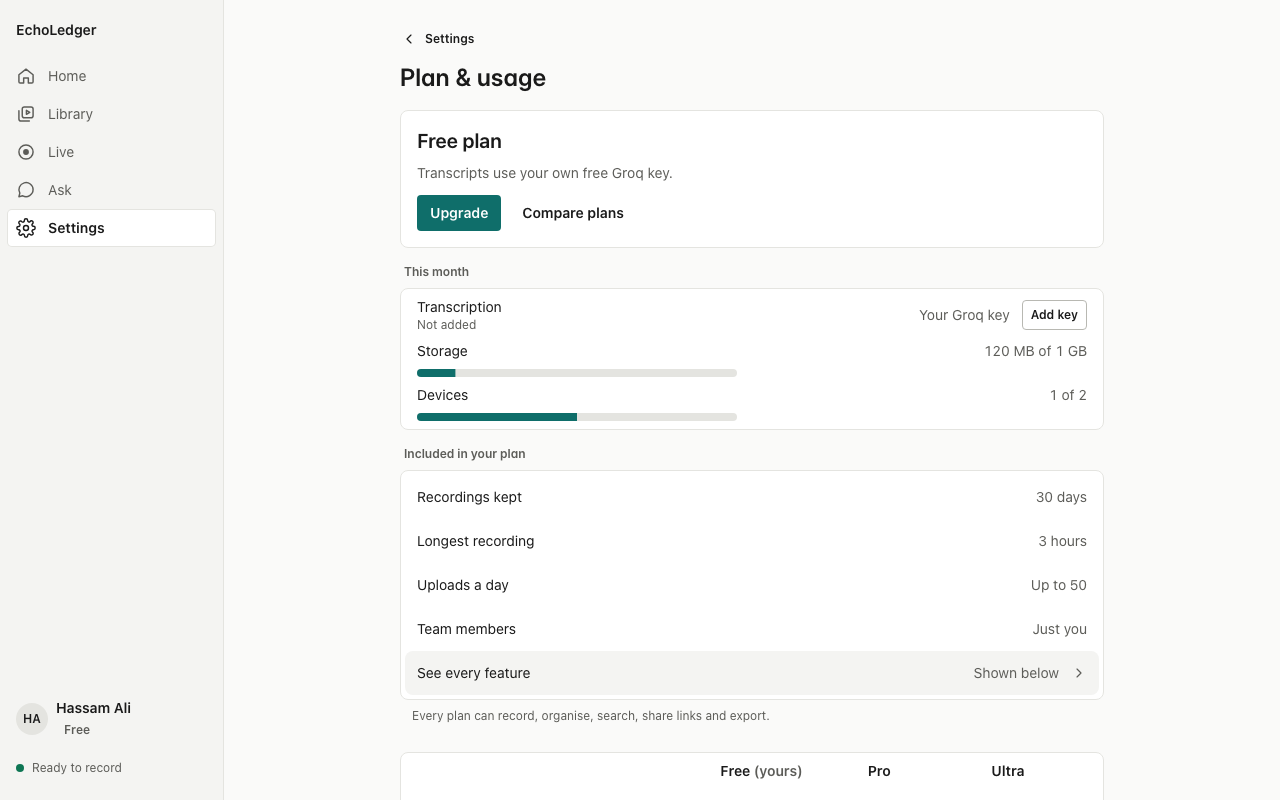 EchoLedger
Home
Library
Live
Ask
Settings
Hassam Ali
HA
Free
Ready to record
Settings
Plan & usage
Free plan
Transcripts use your own free Groq key.
Upgrade Compare plans
This month
Transcription
Not added
Your Groq key Add key
Storage 120 MB of 1 GB
Devices 1 of 2
Included in your plan
Recordings kept 30 days
Longest recording 3 hours
Uploads a day Up to 50
Team members Just you
See every feature Shown below
Every plan can record, organise, search, share links and export.
Free (yours) Pro Ultra